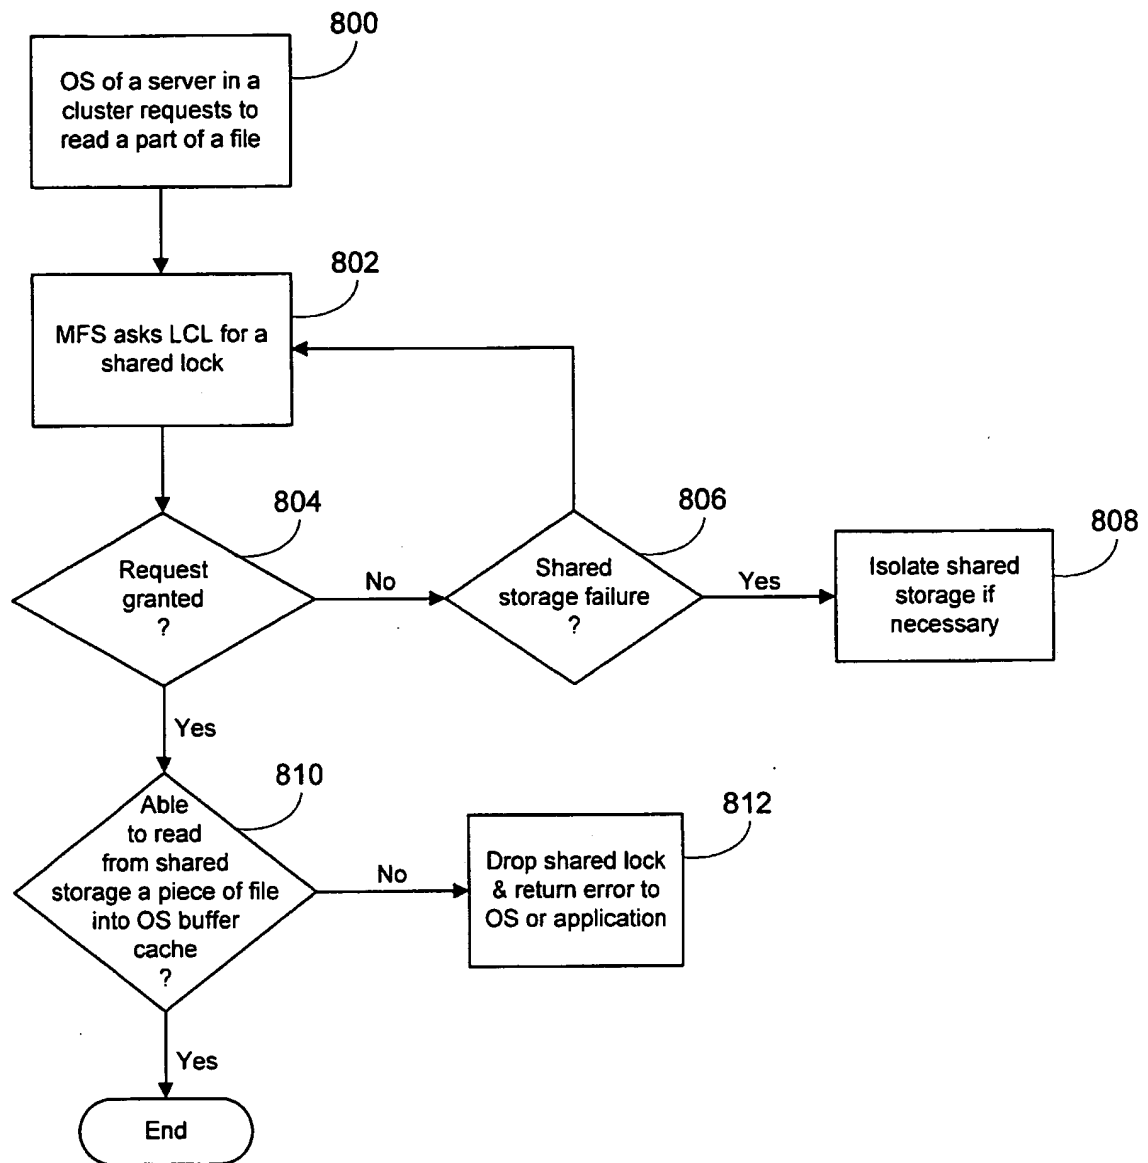 800
OS of a server in a
cluster requests to
read a part of a file
802
MFS asks LCL for a
shared lock
804
Request
granted
?
No
806
Shared
storage failure
?
Yes
808
Isolate shared
storage if
necessary
Yes
810
Able
to read
from shared
storage a piece of file
into OS buffer
cache
?
No
812
Drop shared lock
& return error to
OS or application
Yes
End